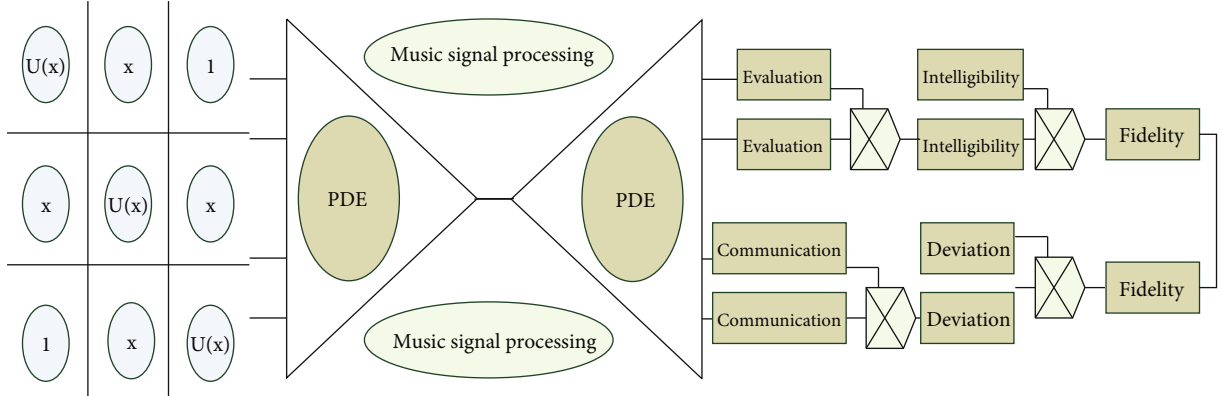 U(x)
x
1
x
U(x)
x
1
x
U(x)
PDE
Music signal processing
Music signal processing
PDE
Evaluation
Evaluation
Intelligibility
Intelligibility
Fidelity
Communication
Communication
Deviation
Deviation
Fidelity